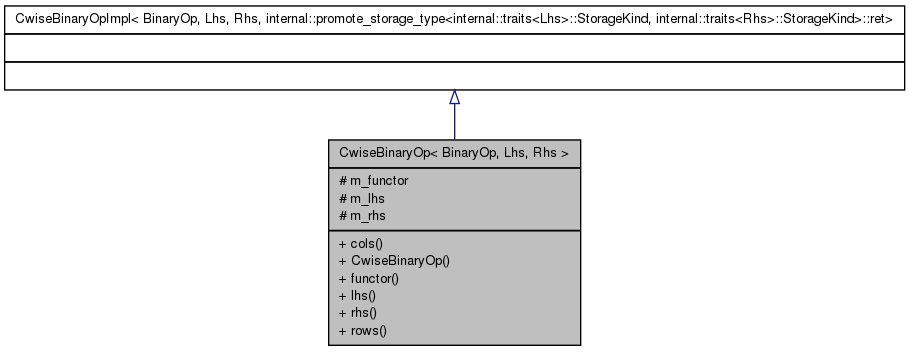 CwiseBinaryOpImpl< BinaryOp, Lhs, Rhs, internal::promote_storage_type<internal::traits<Lhs>::StorageKind, internal::traits<Rhs>::StorageKind>::ret>
CwiseBinaryOp< BinaryOp, Lhs, Rhs >
# m_functor
# m_lhs
# m_rhs
+ cols()
+ CwiseBinaryOp()
+ functor()
+ lhs()
+ rhs()
+ rows()